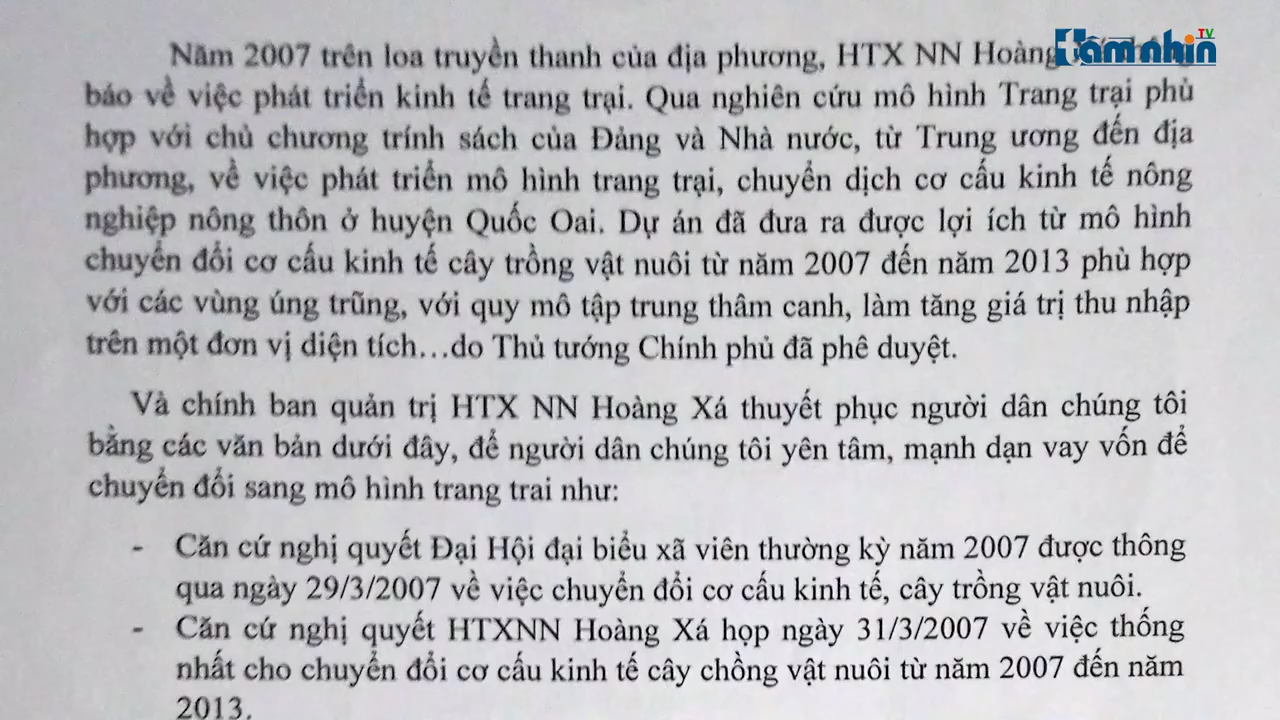 tầmnhìn TV
Năm 2007 trên loa truyền thanh của địa phương, HTX NN Hoàng
báo về việc phát triển kinh tế trang trại. Qua nghiên cứu mô hình Trang trại phù
hợp với chủ chương trính sách của Đảng và Nhà nước, từ Trung ương đến địa
phương, về việc phát triển mô hình trang trại, chuyển dịch cơ cấu kinh tế nông
nghiệp nông thôn ở huyện Quốc Oai. Dự án đã đưa ra được lợi ích từ mô hình
chuyển đổi cơ cấu kinh tế cây trồng vật nuôi từ năm 2007 đến năm 2013 phù hợp
với các vùng úng trũng, với quy mô tập trung thâm canh, làm tăng giá trị thu nhập
trên một đơn vị diện tích…do Thủ tướng Chính phủ đã phê duyệt.
Và chính ban quản trị HTX NN Hoàng Xá thuyết phục người dân chúng tôi
bằng các văn bản dưới đây, để người dân chúng tôi yên tâm, mạnh dạn vay vốn để
chuyển đổi sang mô hình trang trai như:
- Căn cứ nghị quyết Đại Hội đại biểu xã viên thường kỳ năm 2007 được thông
qua ngày 29/3/2007 về việc chuyển đổi cơ cấu kinh tế, cây trồng vật nuôi.
- Căn cứ nghị quyết HTXNN Hoàng Xá họp ngày 31/3/2007 về việc thống
nhất cho chuyển đổi cơ cấu kinh tế cây chồng vật nuôi từ năm 2007 đến năm
2013.